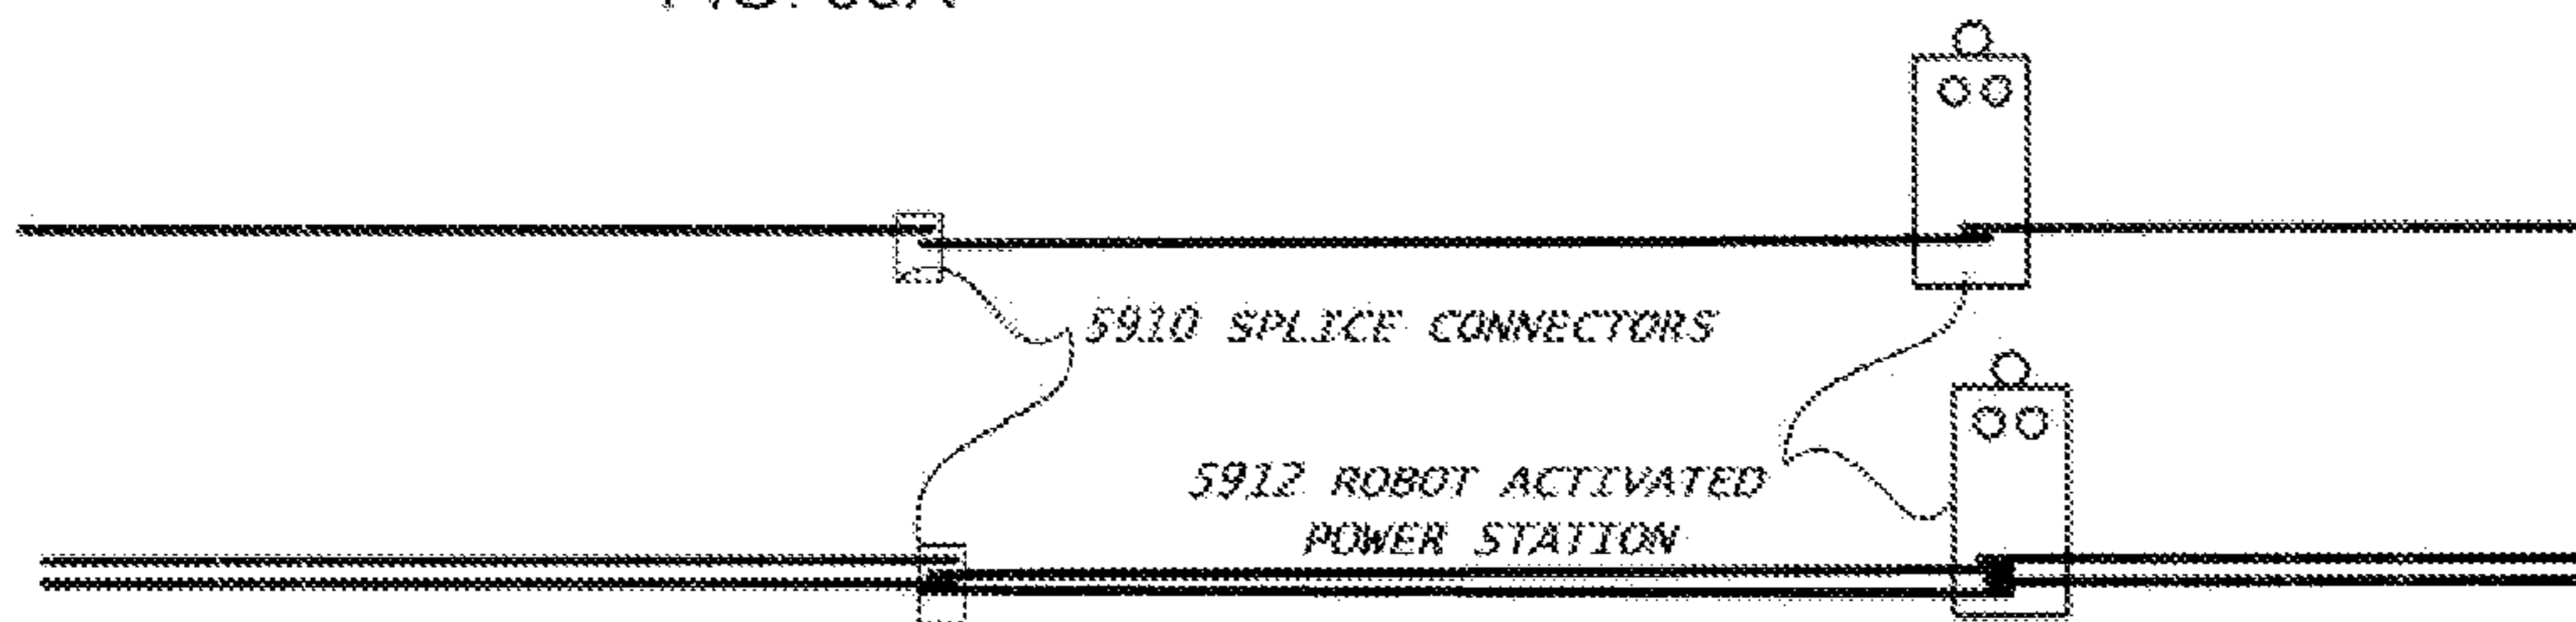 5910 SPLICE CONNECTORS
5912 ROBOT ACTIVATED
POWER STATION